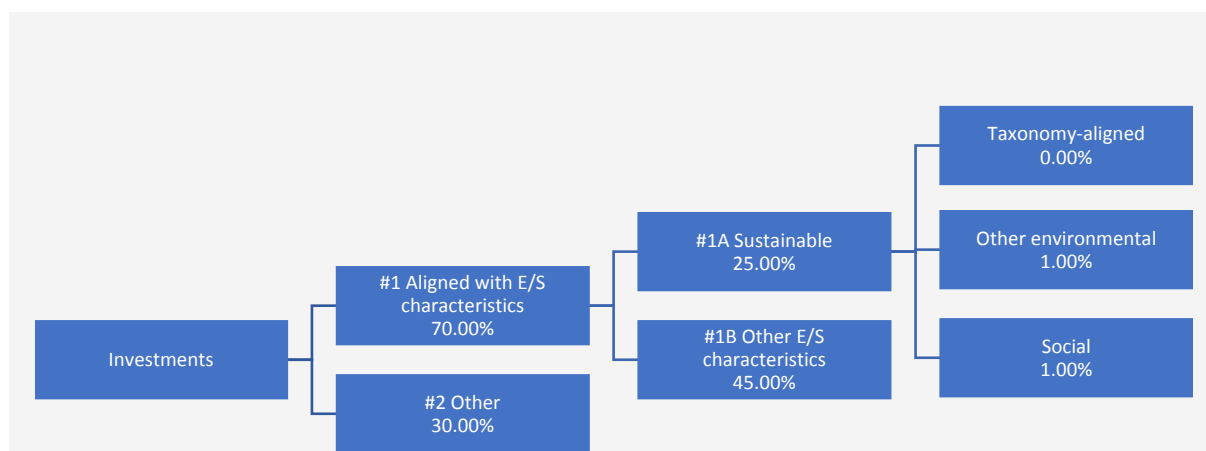 Investments
#1 Aligned with E/S
characteristics
70.00%
#2 Other
30.00%
#1A Sustainable
25.00%
#1B Other E/S
characteristics
45.00%
Taxonomy-aligned
0.00%
Other environmental
1.00%
Social
1.00%